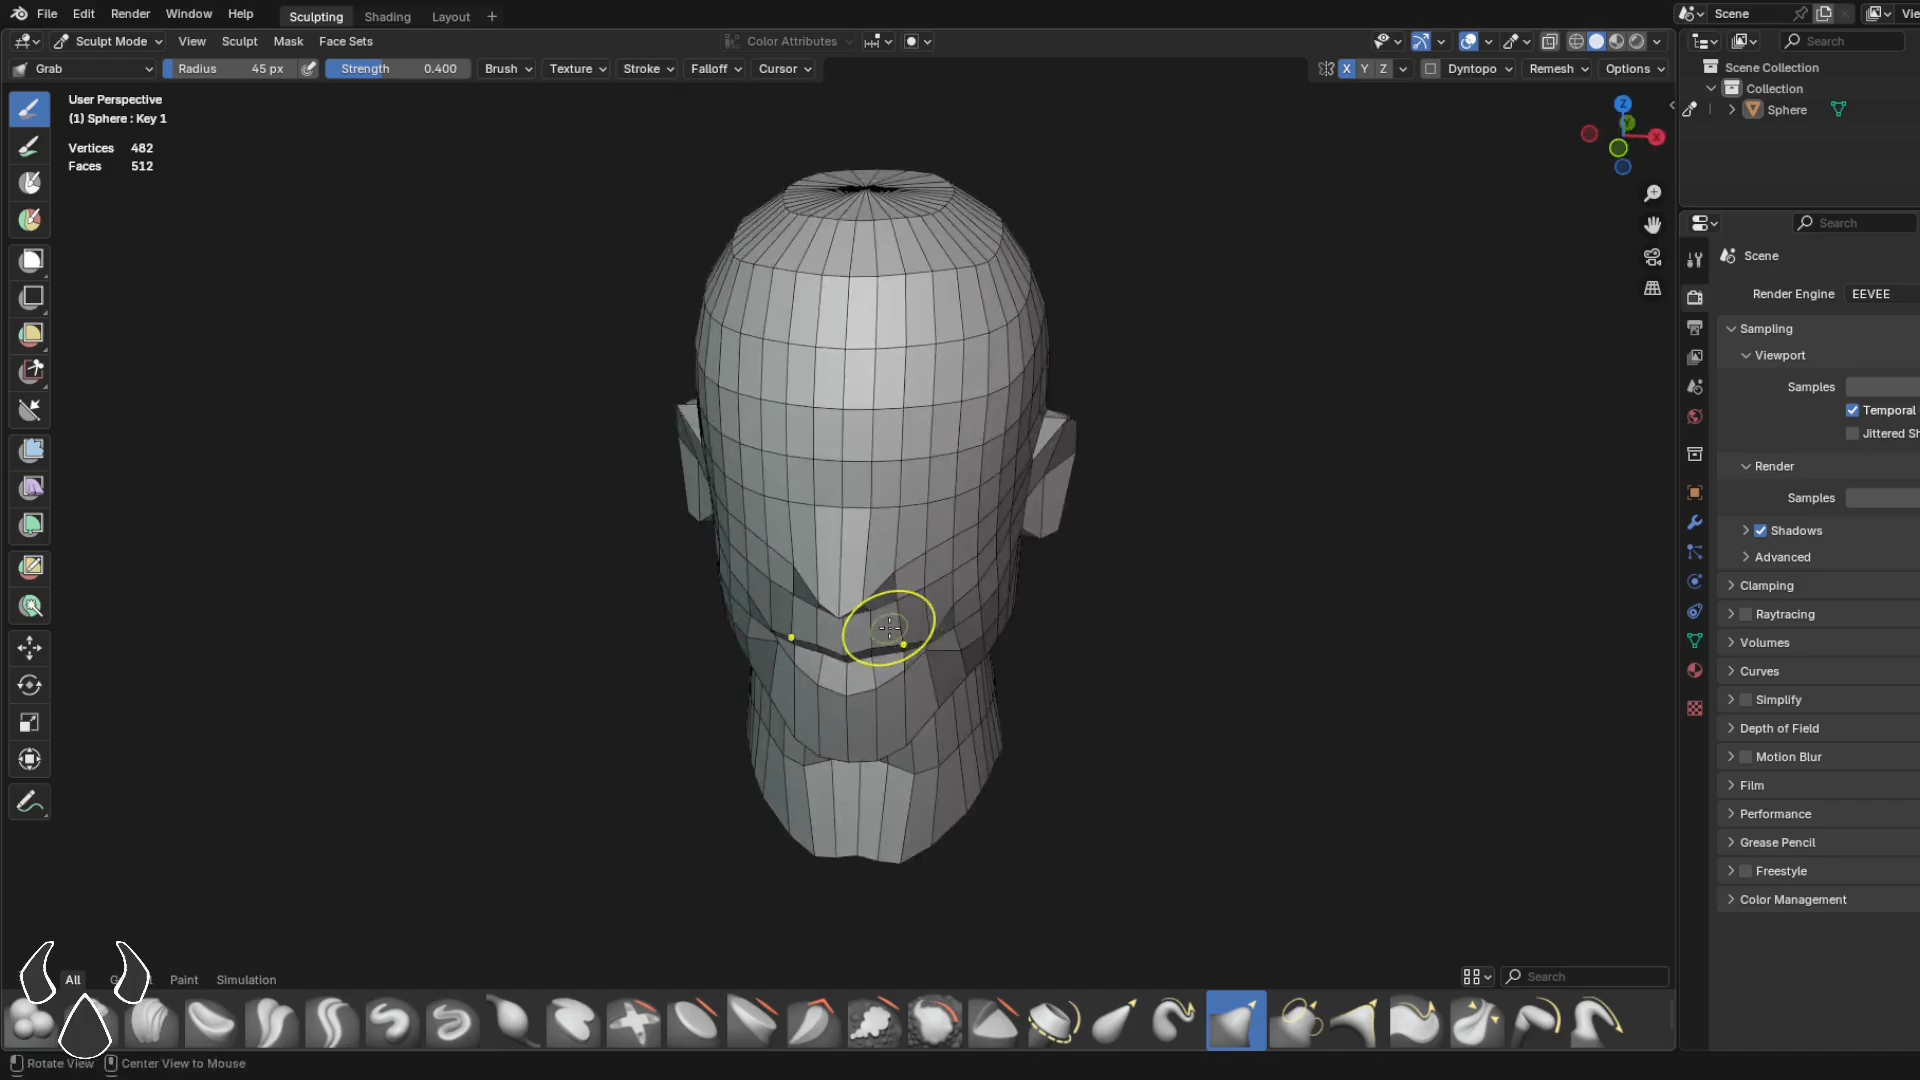 File Edit Render Window Help Sculpting Shading Layout + Scene Vie
Sculpt Mode View Sculpt Mask Face Sets Color Attributes Search
Grab Radius 45 px Strength 0.400 Brush Texture Stroke Falloff Cursor X Y Z Dyntopo Remesh Options
Scene Collection
Collection
Sphere
User Perspective
(1) Sphere : Key 1
Vertices 482
Faces 512
Z
X
Search
Scene
Render Engine EEVEE
Sampling
Viewport
Samples
Temporal
Jittered Sh
Render
Samples
Shadows
Advanced
Clamping
Raytracing
Volumes
Curves
Simplify
Depth of Field
Motion Blur
Film
Performance
Grease Pencil
Freestyle
Color Management
All Paint Simulation Search
Rotate View Center View to Mouse